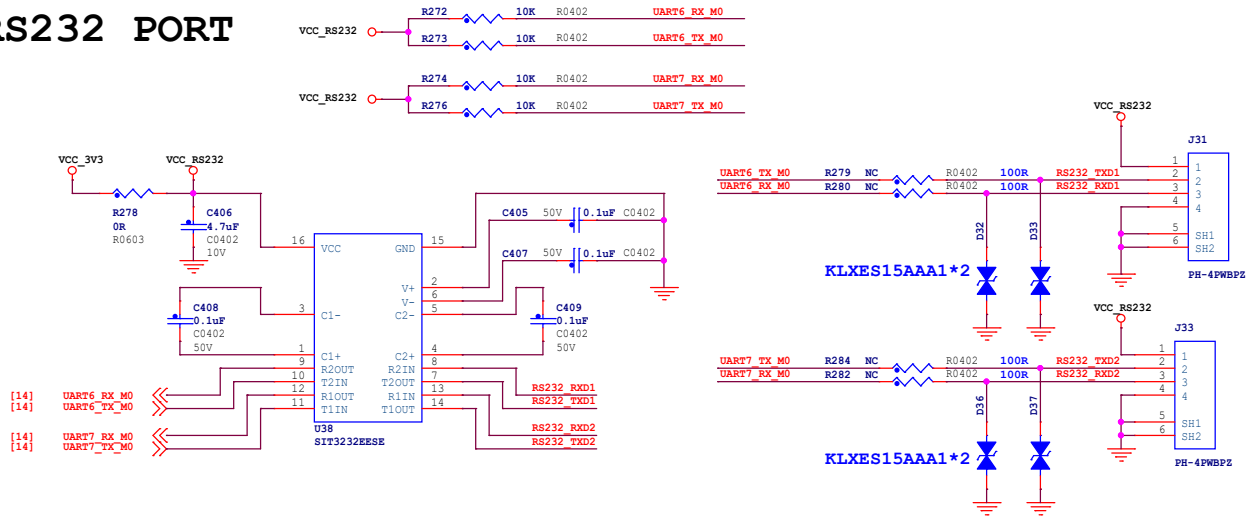 RS232 PORT
VCC_RS232
R272 10K R0402 UART6_RX_M0
R273 10K R0402 UART6_TX_M0
VCC_RS232
R274 10K R0402 UART7_RX_M0
R276 10K R0402 UART7_TX_M0
VCC_3V3
VCC_RS232
R278
0R
R0603
C406
4.7uF
C0402
10V
C405 50V 0.1uF C0402
C407 50V 0.1uF C0402
16 VCC
GND 15
V+ 2
V- 6
C2- 5
3 C1-
1 C1+
C2+ 4
9 R2OUT
R2IN 8
10 T2IN
T2OUT 7
12 R1OUT
R1IN 13
11 T1IN
T1OUT 14
U38
SIT3232EESE
C408
0.1uF
C0402
50V
C409
0.1uF
C0402
50V
[14] UART6_RX_M0
[14] UART6_TX_M0
[14] UART7_RX_M0
[14] UART7_TX_M0
RS232_RXD1
RS232_TXD1
RS232_RXD2
RS232_TXD2
VCC_RS232
J31
UART6_TX_M0 R279 NC R0402 100R RS232_TXD1
UART6_RX_M0 R280 NC R0402 100R RS232_RXD1
1 1
2 2
3 3
4 4
5 SH1
6 SH2
PH-4PWBPZ
D32
D33
KLXES15AAA1*2
VCC_RS232
J33
UART7_TX_M0 R284 NC R0402 100R RS232_TXD2
UART7_RX_M0 R282 NC R0402 100R RS232_RXD2
1 1
2 2
3 3
4 4
5 SH1
6 SH2
PH-4PWBPZ
D36
D37
KLXES15AAA1*2